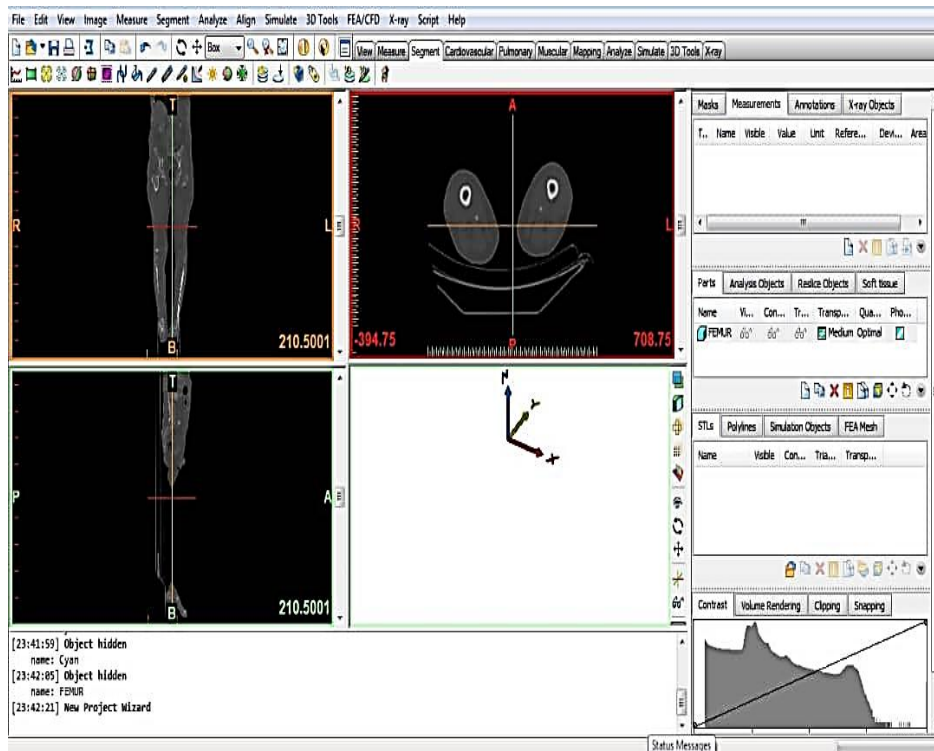 File Edit View Image Measure Segment Analyze Align Simulate 3D Tools FEA/CFD X-ray Script Help
Box View Measure Segment Cardiovascular Pulmonary Muscular Mapping Analyze Simulate 3D Tools X-ray
T
R L
B
210.5001
A
R L
P
-394.75 708.75
T
P A
B
210.5001
Z
Y
X
Masks Measurements Annotations X-ray Objects
T... Name Visible Value Unit Refere... Devi... Area
Parts Analysis Objects Reslice Objects Soft tissue
Name Vi... Con... Tr... Transp... Qua... Pho...
FEMUR Medium Optimal
STLs Polylines Simulation Objects FEA Mesh
Name Visible Con... Tria... Transp...
Contrast Volume Rendering Clipping Snapping
[23:41:59] Object hidden
name: Cyan
[23:42:05] Object hidden
name: FEMUR
[23:42:21] New Project Wizard
Status Messages